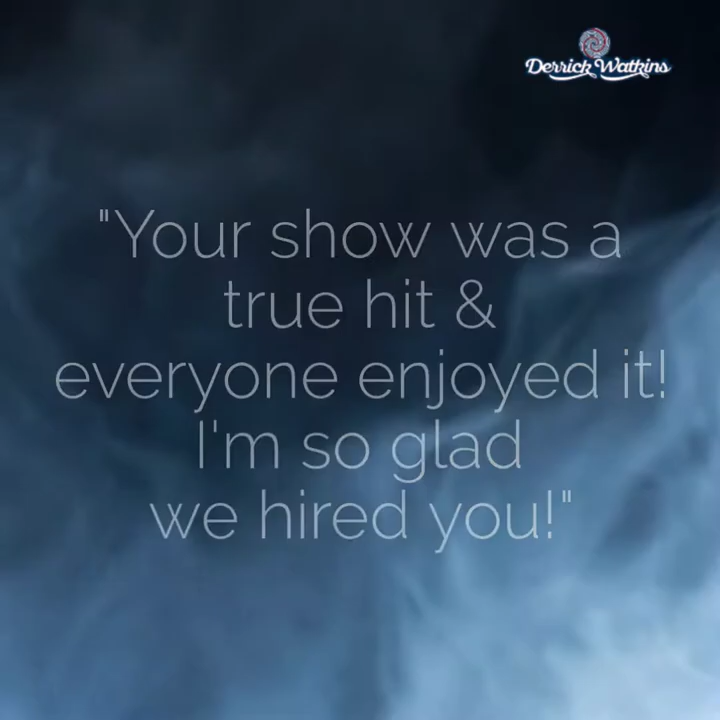 Derrick Watkins
"Your show was a
true hit &
everyone enjoyed it!
I'm so glad
we hired you!"